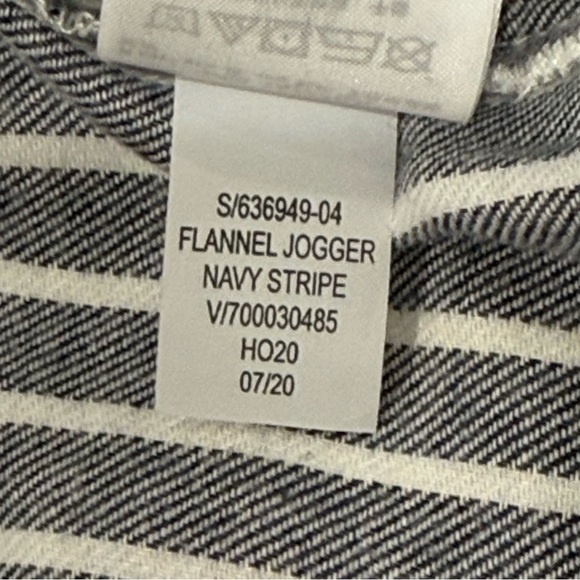 S/636949-04
FLANNEL JOGGER
NAVY STRIPE
V/700030485
HO20
07/20